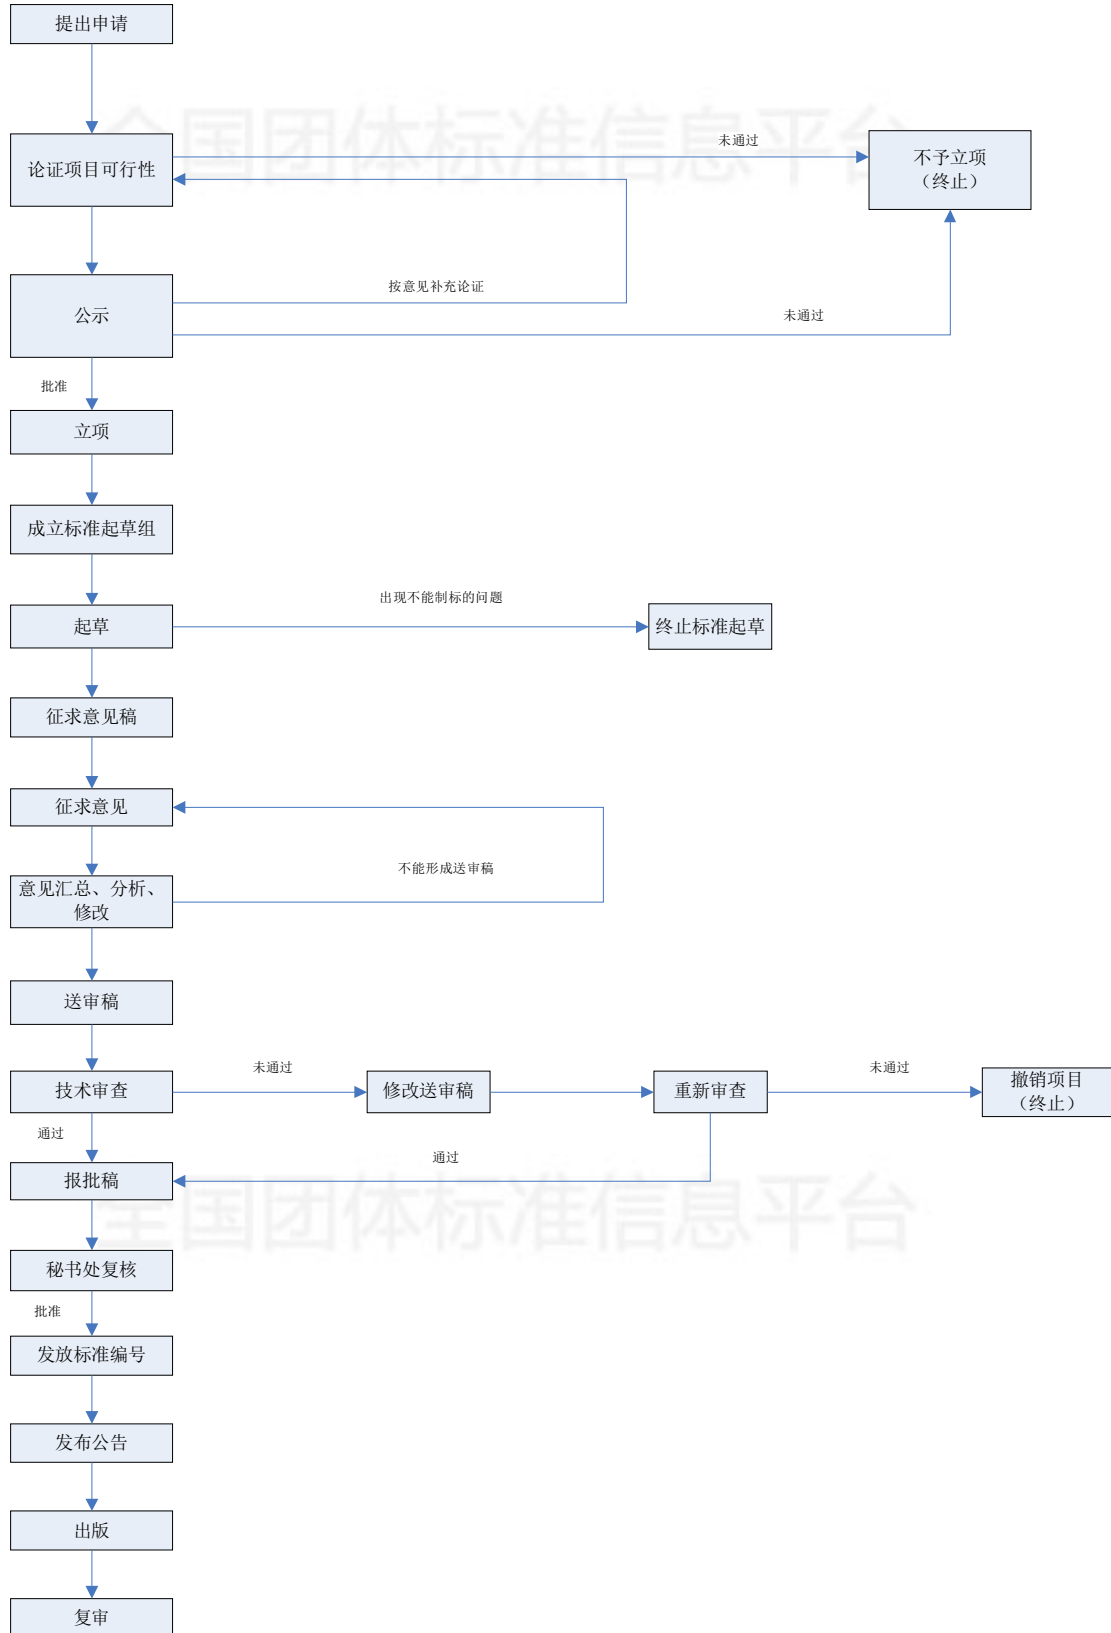 提出申请
全国团体标准信息平台
论证项目可行性
未通过
不予立项
（终止）
按意见补充论证
公示
未通过
批准
立项
成立标准起草组
出现不能制标的问题
起草
终止标准起草
征求意见稿
征求意见
不能形成送审稿
意见汇总、分析、
修改
送审稿
技术审查
未通过
修改送审稿
重新审查
未通过
撤销项目
（终止）
通过
通过
报批稿
全国团体标准信息平台
秘书处复核
批准
发放标准编号
发布公告
出版
复审